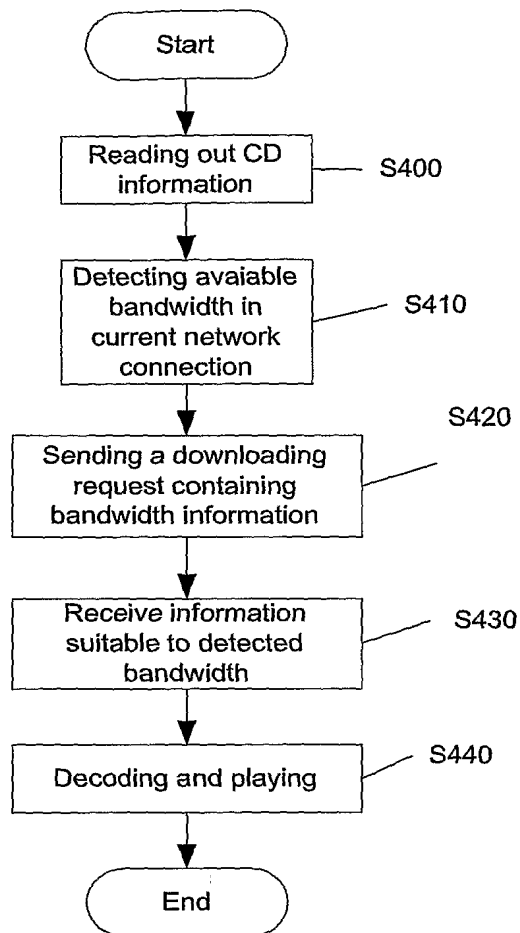 Start
Reading out CD
information
S400
Detecting avaiable
bandwidth in
current network
connection
S410
S420
Sending a downloading
request containing
bandwidth information
Receive information
suitable to detected
bandwidth
S430
Decoding and playing
S440
End